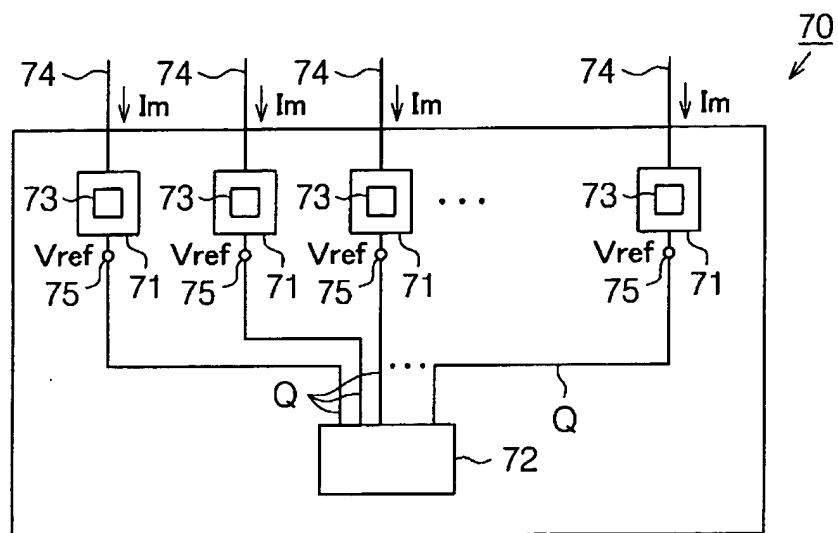 70
74 74 74 74
Im Im Im Im
73 73 73 ... 73
Vref Vref Vref Vref
75 71 75 71 75 71 75 71
...
Q Q
72